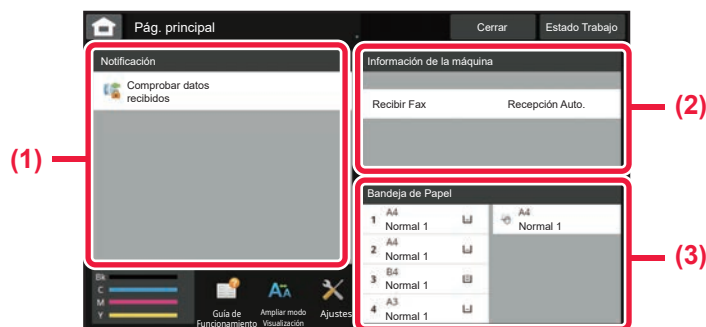 Pág. principal
Cerrar
Estado Trabajo
Notificación
Comprobar datos
recibidos
(1)
Información de la máquina
Recibir Fax
Recepción Auto.
(2)
Bandeja de Papel
1 A4
Normal 1
A4
Normal 1
2 A4
Normal 1
3 B4
Normal 1
4 A3
Normal 1
(3)
Bk
C
M
Y
Guía de
Funcionamiento
Ampliar modo
Visualización
Ajustes